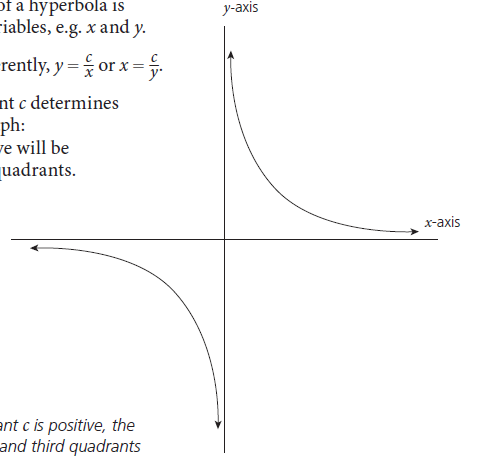 of a hyperbola is
riables, e.g. x and y.
rently, y = c/x or x = c/y.
nt c determines
ph:
ve will be
quadrants.
y-axis
x-axis
ant c is positive, the
and third quadrants